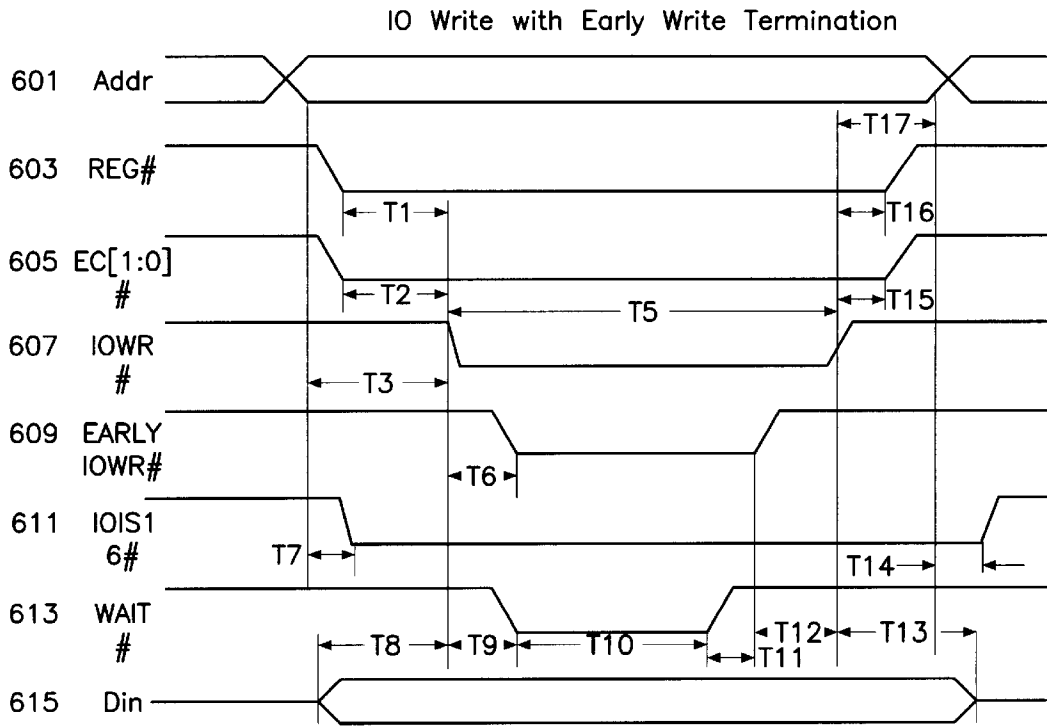 IO Write with Early Write Termination
601 Addr
T17
603 REG#
T1
T16
605 EC[1:0]
#
T2
T15
T5
607 IOWR
#
T3
609 EARLY
IOWR#
T6
611 IOIS1
6#
T7
T14
613 WAIT
#
T8
T9
T10
T11
T12
T13
615 Din